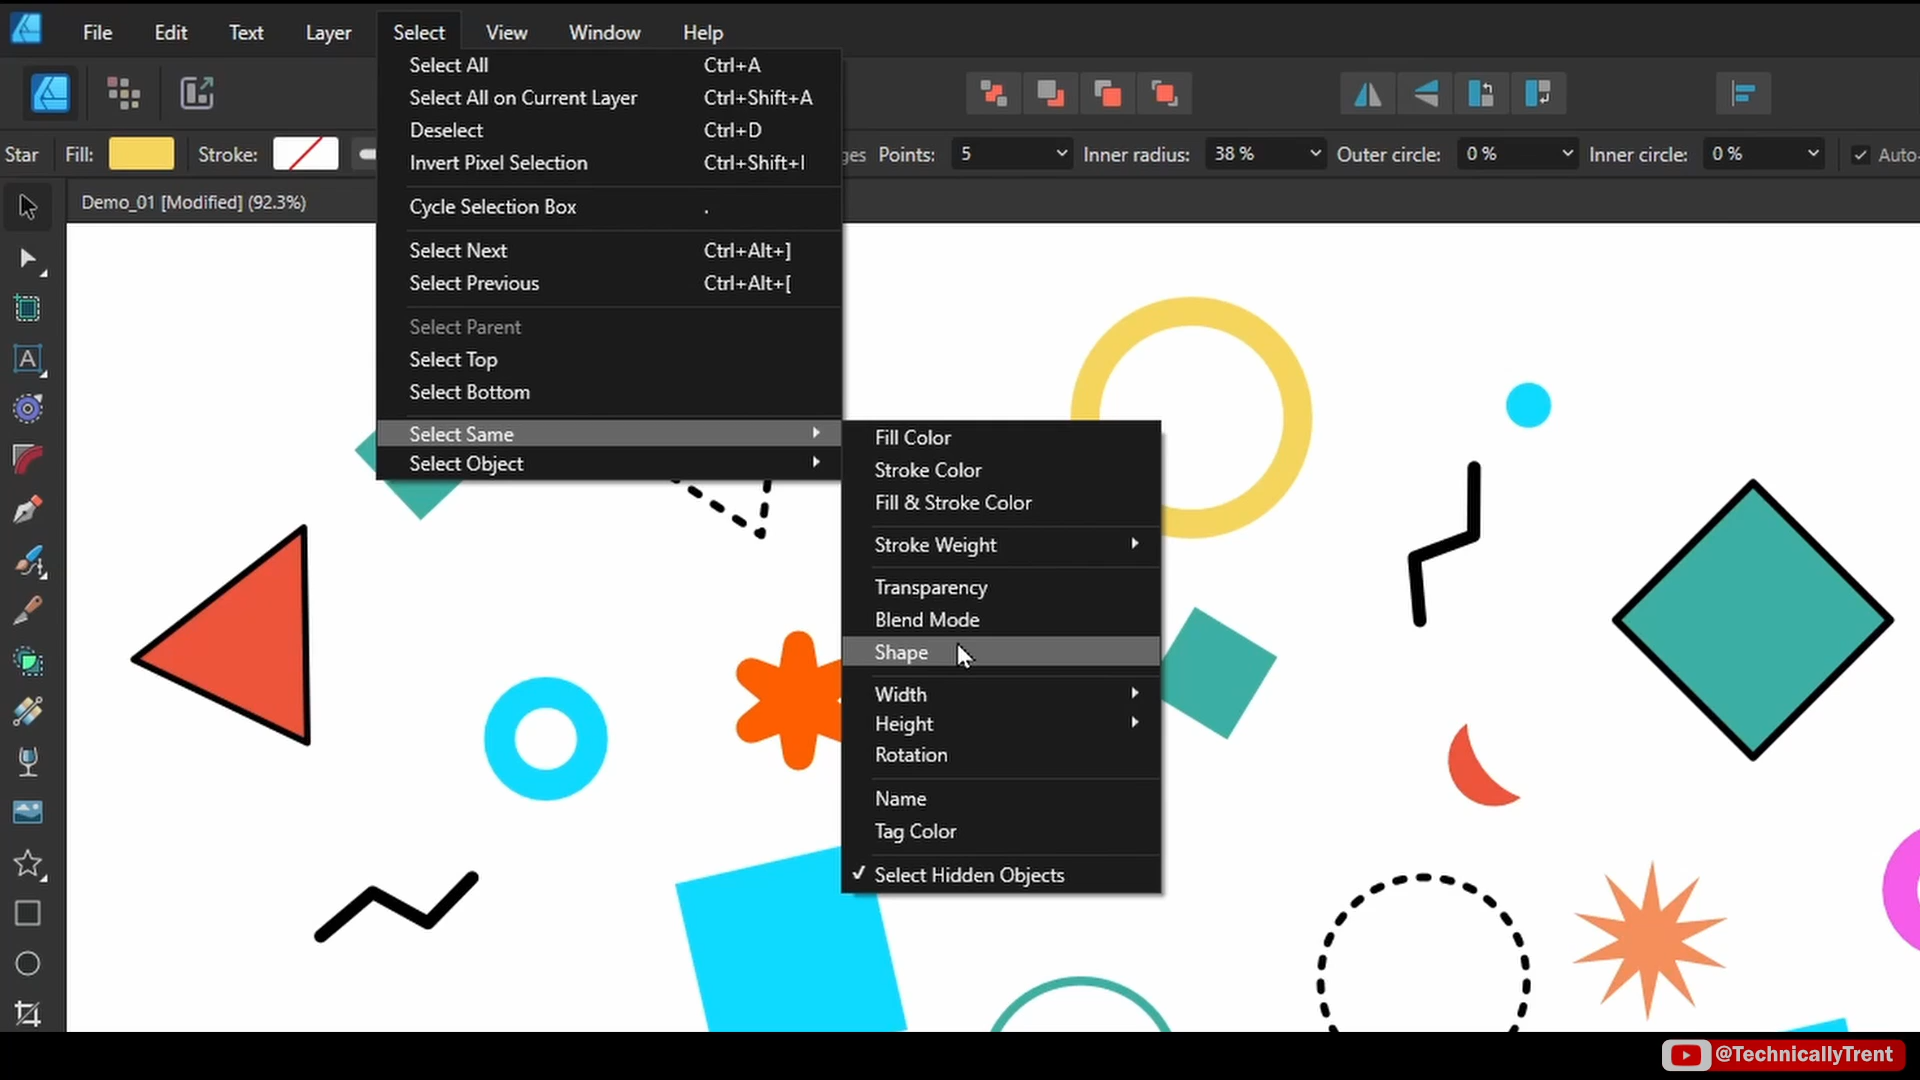 File Edit Text Layer Select View Window Help
Select All Ctrl+A
Select All on Current Layer Ctrl+Shift+A
Deselect Ctrl+D
Invert Pixel Selection Ctrl+Shift+I
Cycle Selection Box .
Select Next Ctrl+Alt+]
Select Previous Ctrl+Alt+[
Select Parent
Select Top
Select Bottom
Select Same
Select Object
Star Fill: Stroke: Points: 5 Inner radius: 38 % Outer circle: 0 % Inner circle: 0 % Auto-
Demo_01 [Modified] (92.3%)
Fill Color
Stroke Color
Fill & Stroke Color
Stroke Weight
Transparency
Blend Mode
Shape
Width
Height
Rotation
Name
Tag Color
Select Hidden Objects
A
@TechnicallyTrent